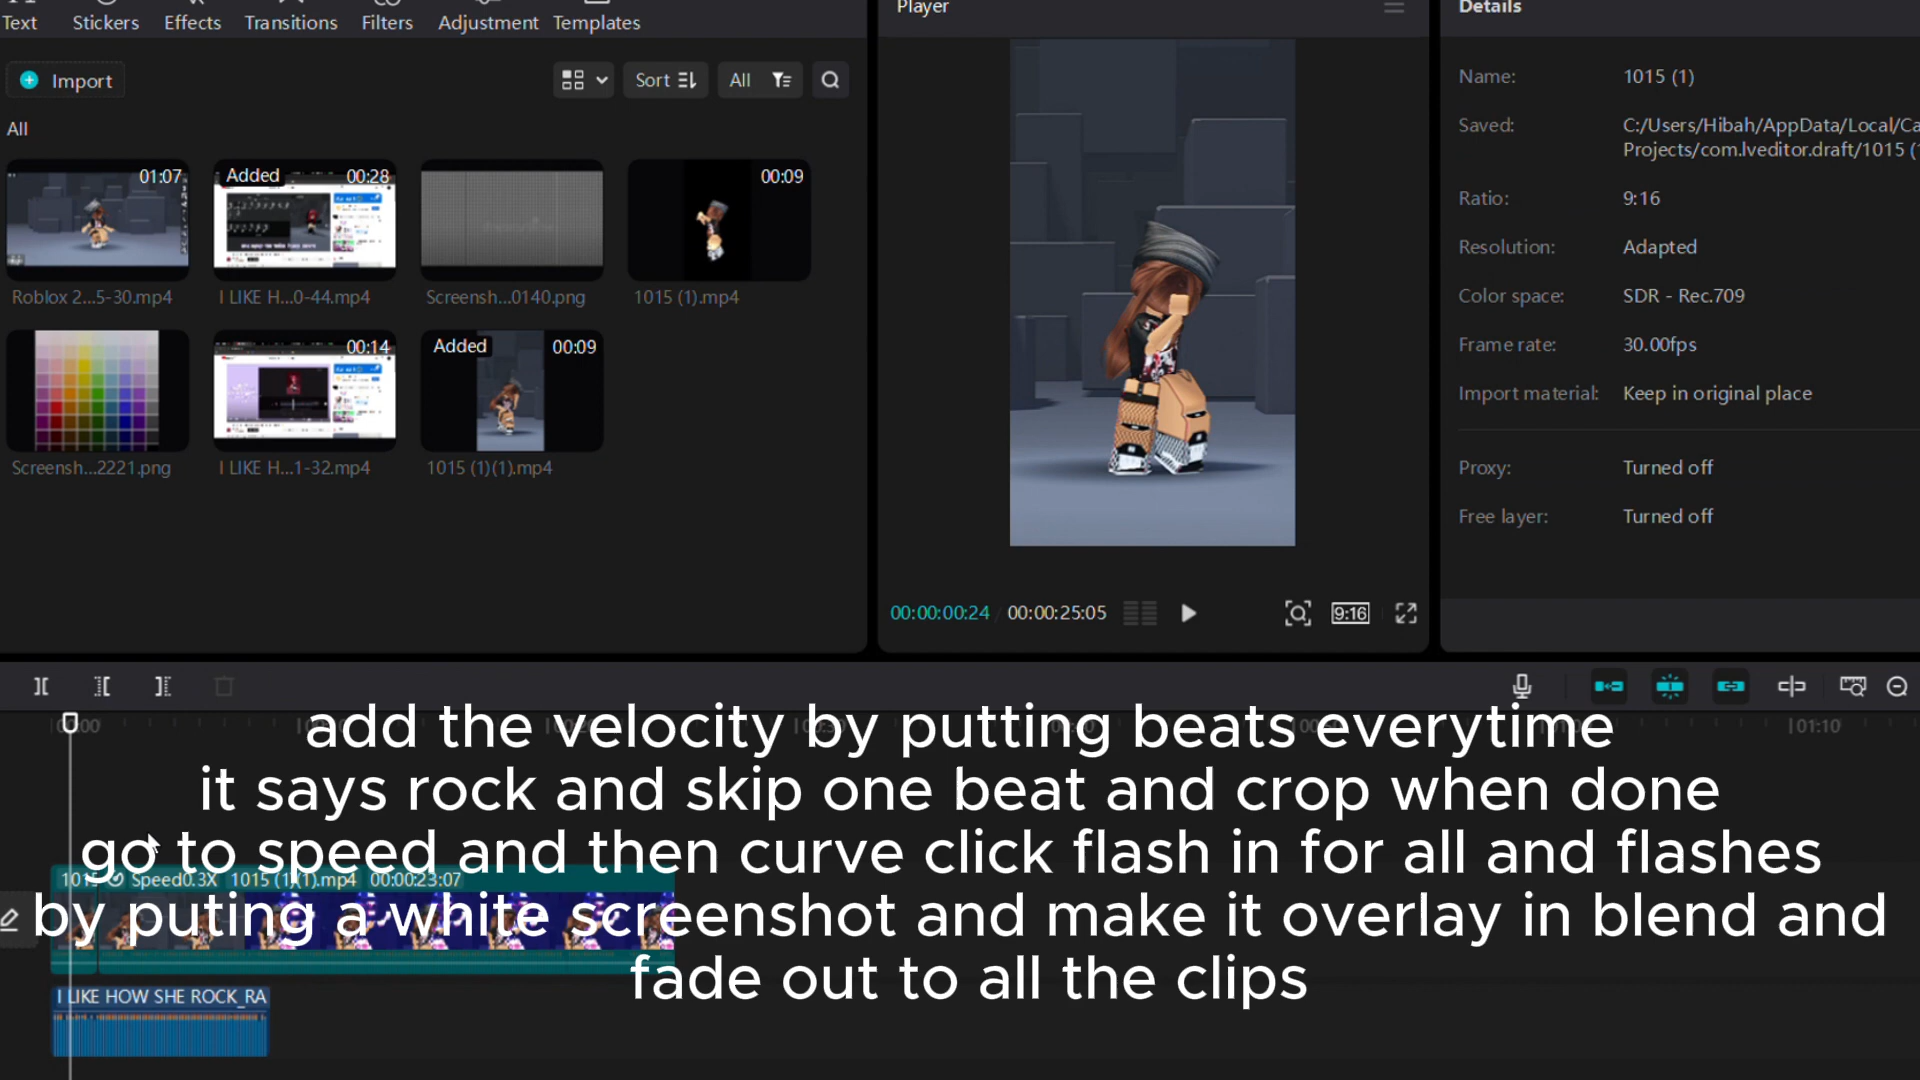 Text Stickers Effects Transitions Filters Adjustment Templates
Player
Details
Import
Sort
All
All
01:07
Added 00:28
00:09
Roblox 2...5-30.mp4
I LIKE H...0-44.mp4
Screensh...0140.png
1015 (1).mp4
00:14
Added 00:09
Screensh...2221.png
I LIKE H...1-32.mp4
1015 (1)(1).mp4
00:00:00:24 / 00:00:25:05
9:16
Name: 1015 (1)
Saved: C:/Users/Hibah/AppData/Local/Ca
Projects/com.lveditor.draft/1015 (1
Ratio: 9:16
Resolution: Adapted
Color space: SDR - Rec.709
Frame rate: 30.00fps
Import material: Keep in original place
Proxy: Turned off
Free layer: Turned off
00:00
01:10
add the velocity by putting beats everytime
it says rock and skip one beat and crop when done
go to speed and then curve click flash in for all and flashes
by puting a white screenshot and make it overlay in blend and
fade out to all the clips
1015 Speed0.3X 1015 (1)(1).mp4 00:00:23:07
I LIKE HOW SHE ROCK_RA